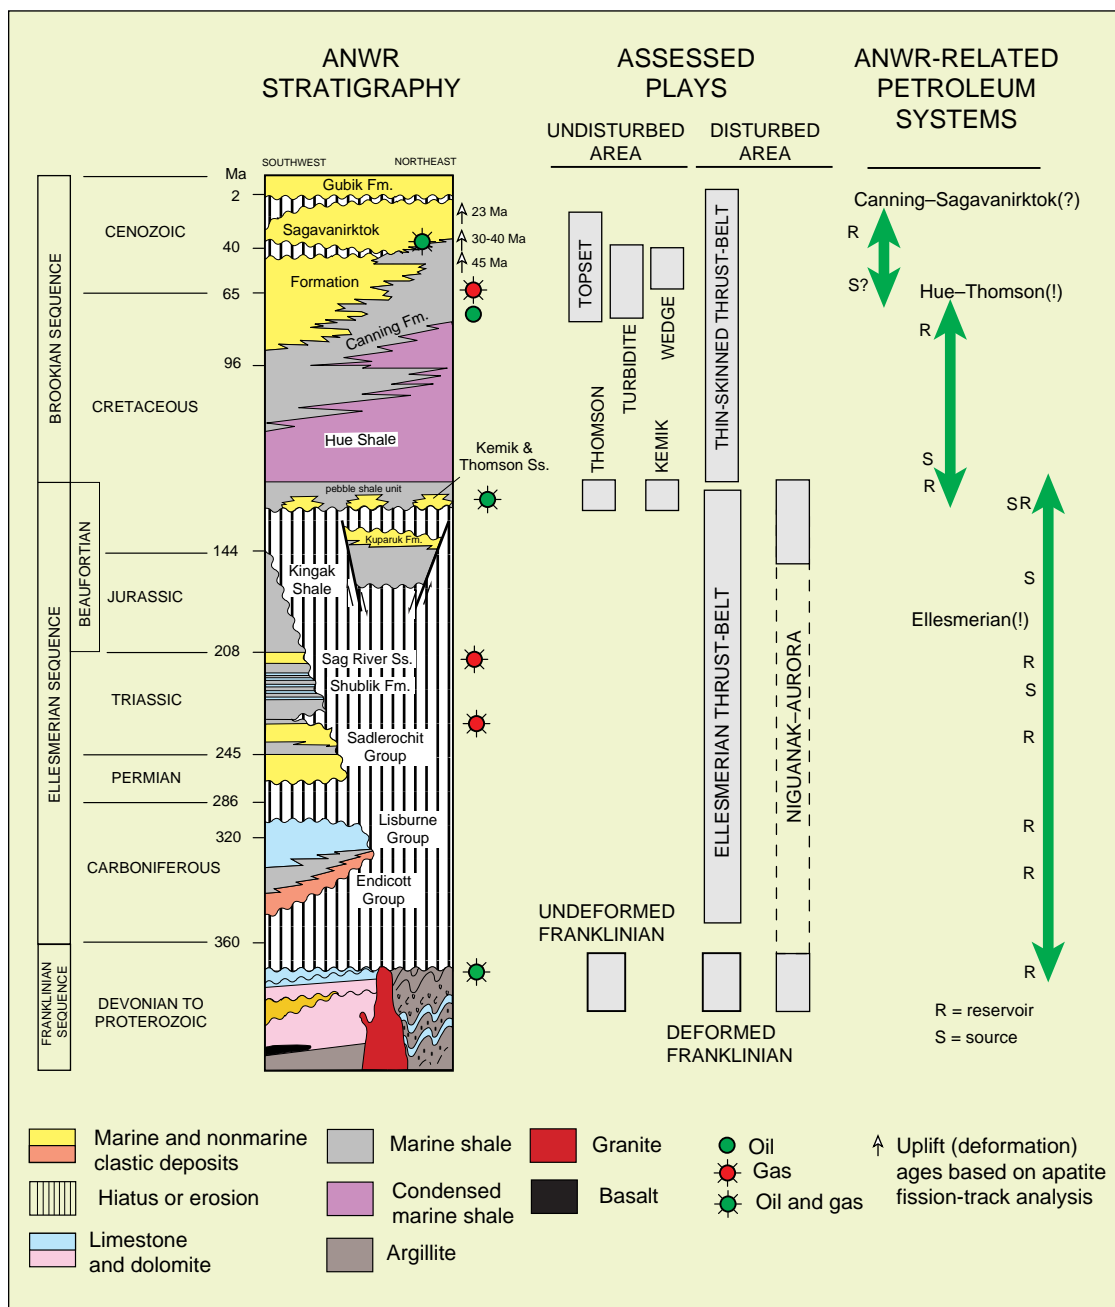 ANWR
STRATIGRAPHY
ASSESSED
PLAYS
ANWR-RELATED
PETROLEUM
SYSTEMS
UNDISTURBED
AREA
DISTURBED
AREA
SOUTHWEST
NORTHEAST
Ma
2
40
65
96
144
208
245
286
320
360
BROOKIAN SEQUENCE
ELLESMERIAN SEQUENCE
BEAUFORTIAN
FRANKLINIAN
SEQUENCE
CENOZOIC
CRETACEOUS
JURASSIC
TRIASSIC
PERMIAN
CARBONIFEROUS
DEVONIAN TO
PROTEROZOIC
Gubik Fm.
Sagavanirktok
Formation
Canning Fm.
Hue Shale
pebble shale unit
Kemik &
Thomson Ss.
Kuparuk Fm.
Kingak
Shale
Sag River Ss.
Shublik Fm.
Sadlerochit
Group
Lisburne
Group
Endicott
Group
23 Ma
30-40 Ma
45 Ma
TOPSET
TURBIDITE
WEDGE
THOMSON
KEMIK
THIN-SKINNED THRUST-BELT
ELLESMERIAN THRUST-BELT
NIGUANAK–AURORA
UNDEFORMED
FRANKLINIAN
DEFORMED
FRANKLINIAN
Canning–Sagavanirktok(?)
R
S?
Hue–Thomson(!)
R
S
R
S R
S
Ellesmerian(!)
R
S
R
R
R
R
R = reservoir
S = source
Marine and nonmarine
clastic deposits
Hiatus or erosion
Limestone
and dolomite
Marine shale
Condensed
marine shale
Argillite
Granite
Basalt
Oil
Gas
Oil and gas
Uplift (deformation)
ages based on apatite
fission-track analysis